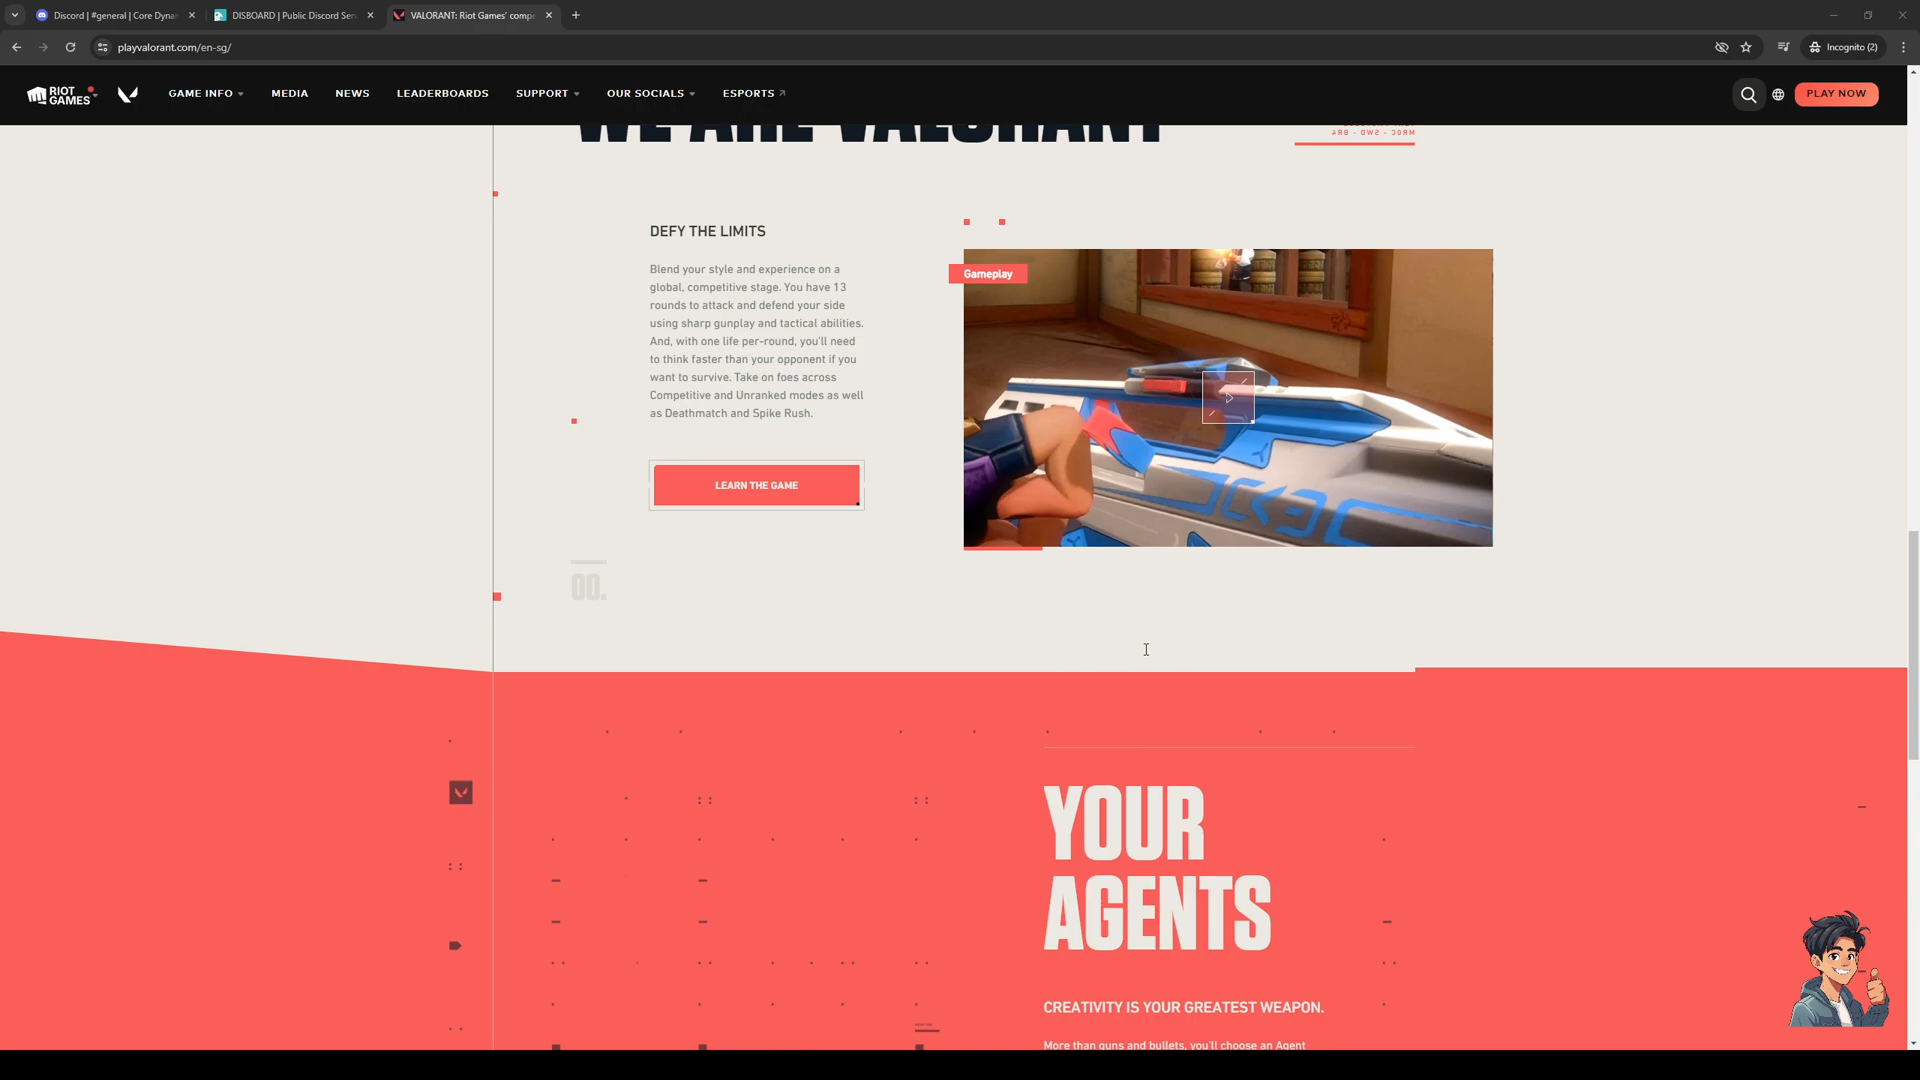 Discord | #general | Core Dynam
DISBOARD | Public Discord Serv
VALORANT: Riot Games' compe
playvalorant.com/en-sg/
Incognito (2)
RIOT GAMES
GAME INFO
MEDIA
NEWS
LEADERBOARDS
SUPPORT
OUR SOCIALS
ESPORTS
PLAY NOW
WE ARE VALORANT
DEFY THE LIMITS
Blend your style and experience on a
global, competitive stage. You have 13
rounds to attack and defend your side
using sharp gunplay and tactical abilities.
And, with one life per-round, you'll need
to think faster than your opponent if you
want to survive. Take on foes across
Competitive and Unranked modes as well
as Deathmatch and Spike Rush.
LEARN THE GAME
Gameplay
00.
YOUR
AGENTS
CREATIVITY IS YOUR GREATEST WEAPON.
More than guns and bullets, you'll choose an Agent